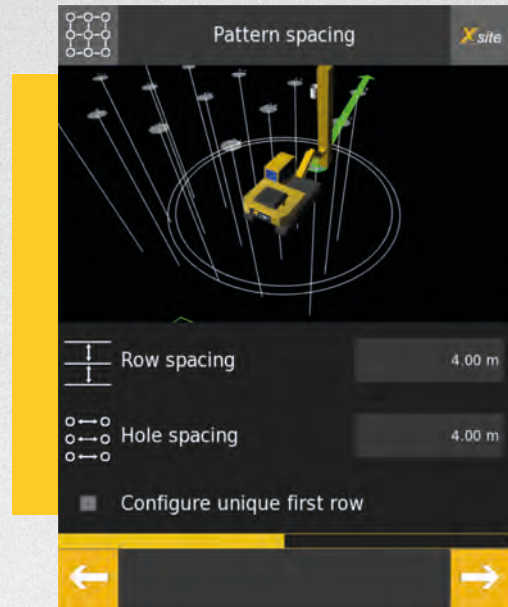 Pattern spacing
Xsite
Row spacing
4.00 m
Hole spacing
4.00 m
Configure unique first row